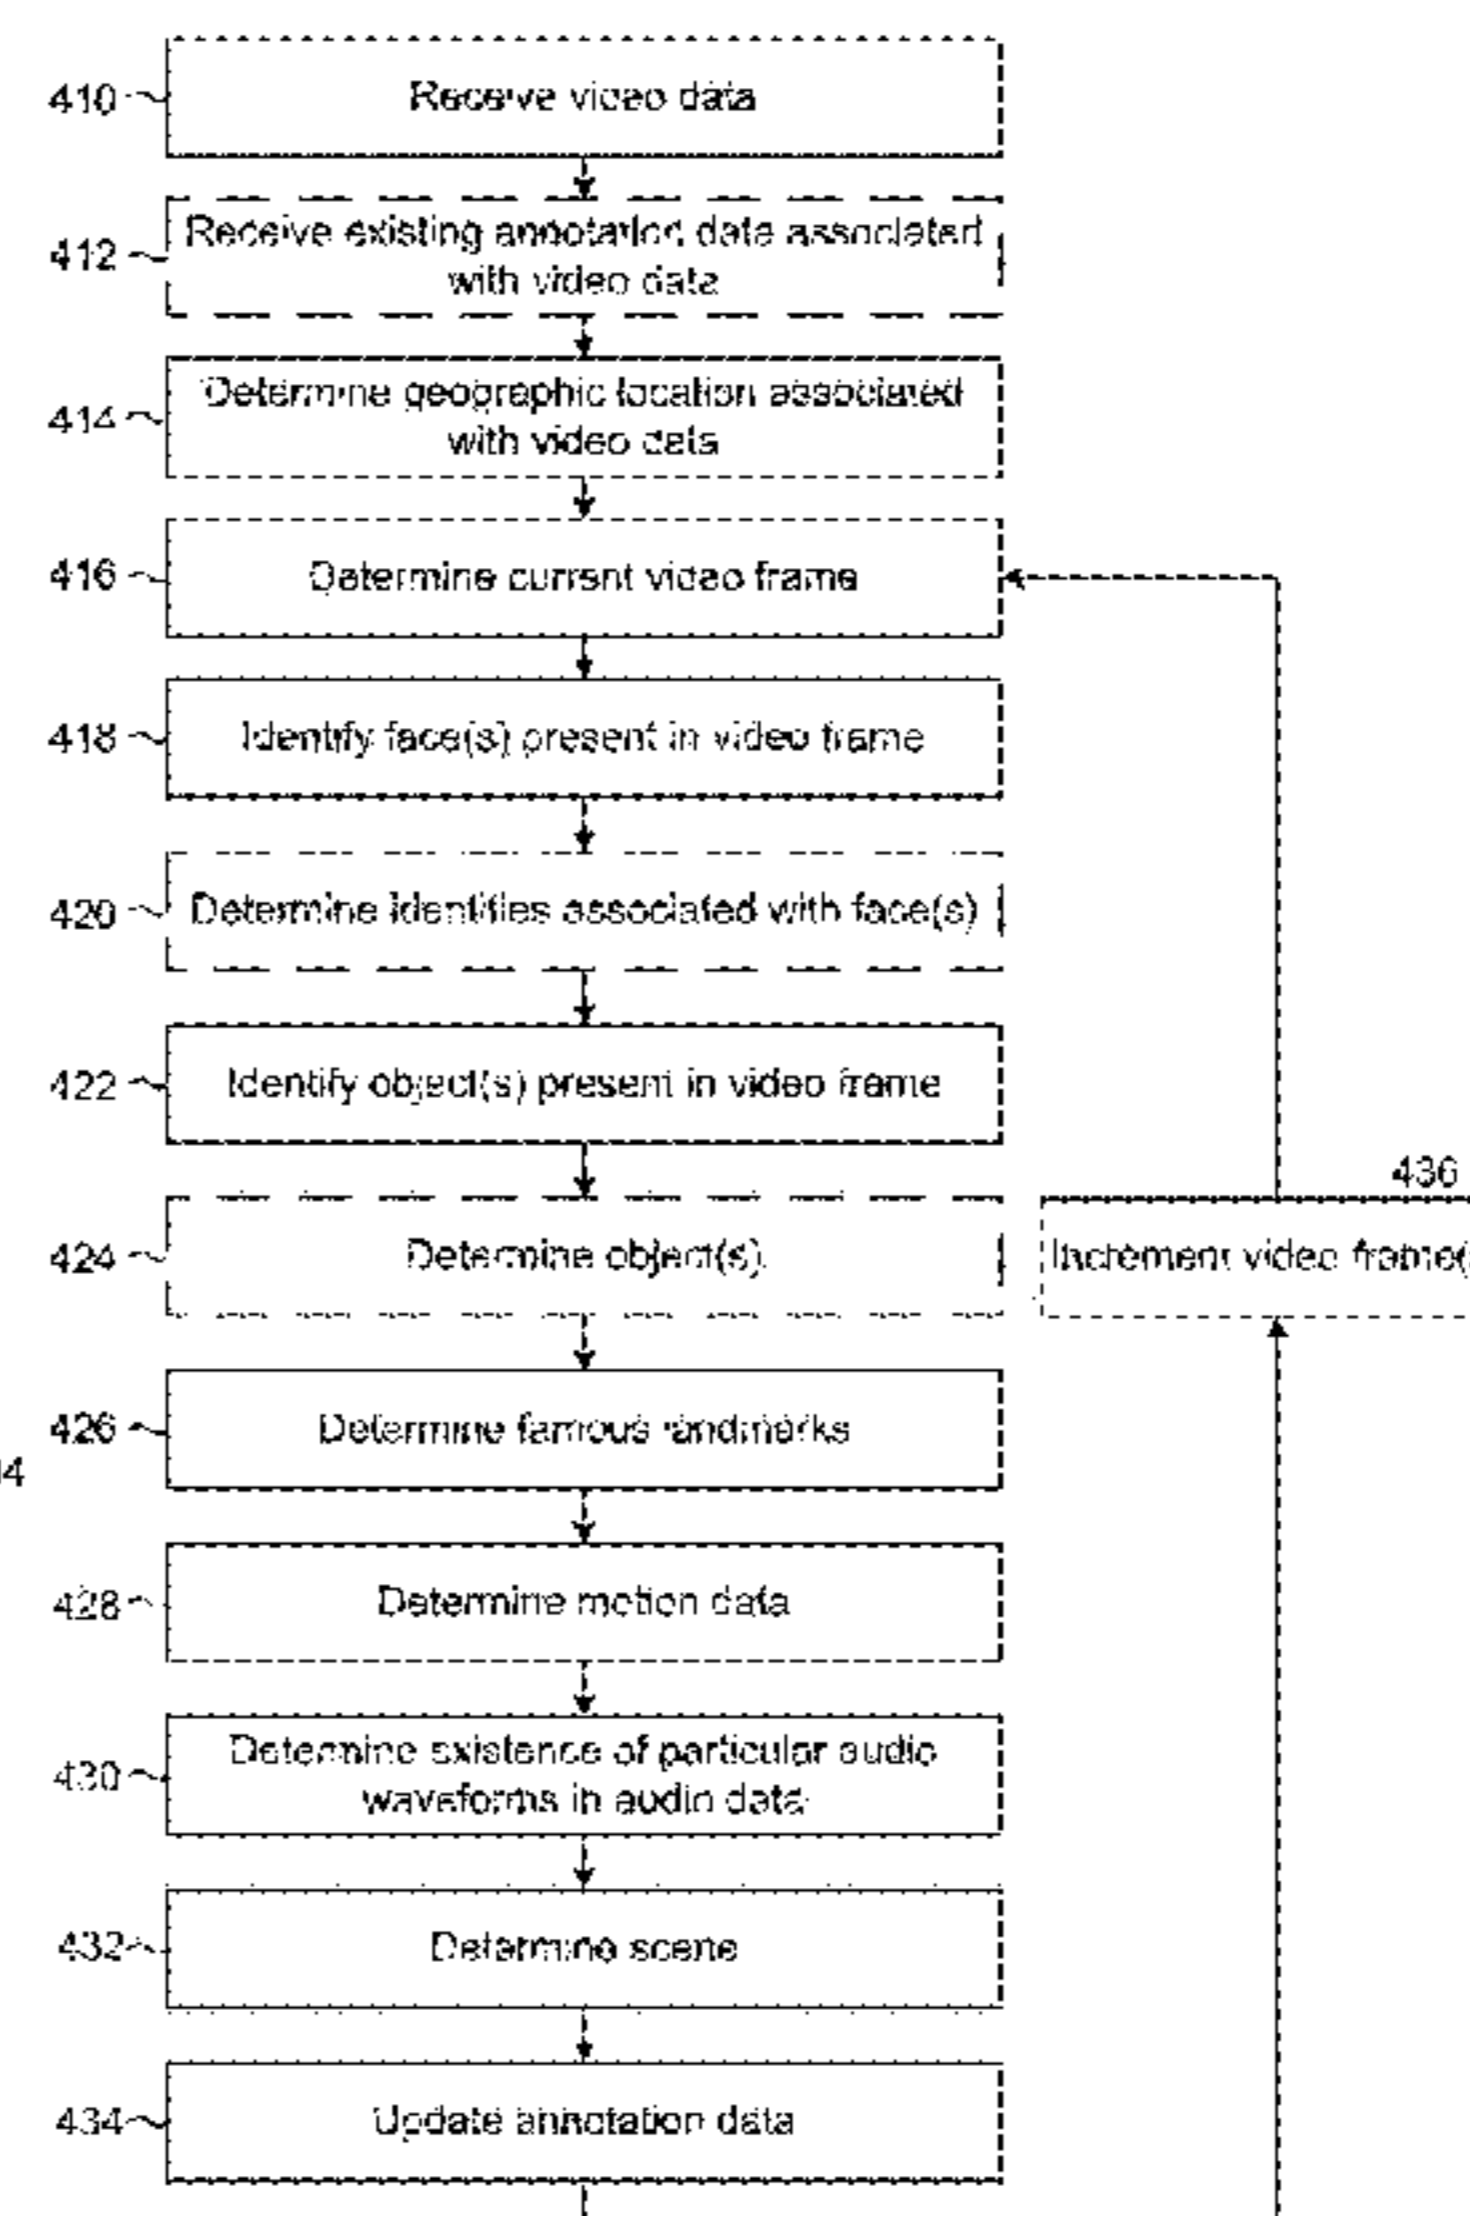 410
Receive video data
412
Receive existing annotation data associated
with video data
414
Determine geographic location associated
with video data
416
Determine current video frame
418
Identify face(s) present in video frame
420
Determine identities associated with face(s)
422
Identify object(s) present in video frame
436
424
Determine object(s)
Increment video frame(
426
Determine famous landmarks
4
428
Determine motion data
430
Determine existence of particular audio
waveforms in audio data
432
Determine scene
434
Update annotation data